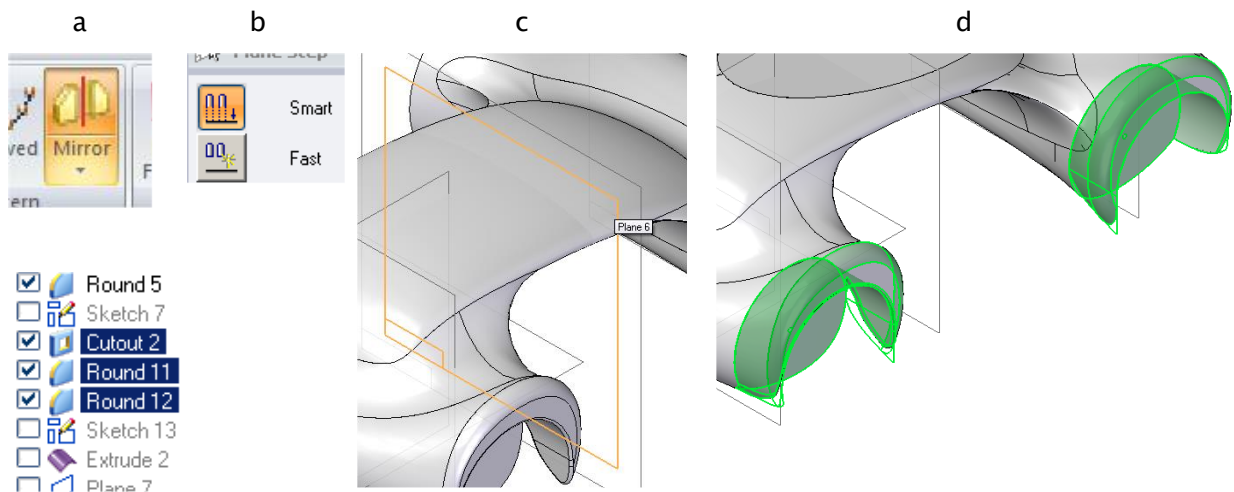 a
b
c
d
ved
Mirror
Plane Step
Smart
Fast
Plane 6
Round 5
Sketch 7
Cutout 2
Round 11
Round 12
Sketch 13
Extrude 2
Plane 7